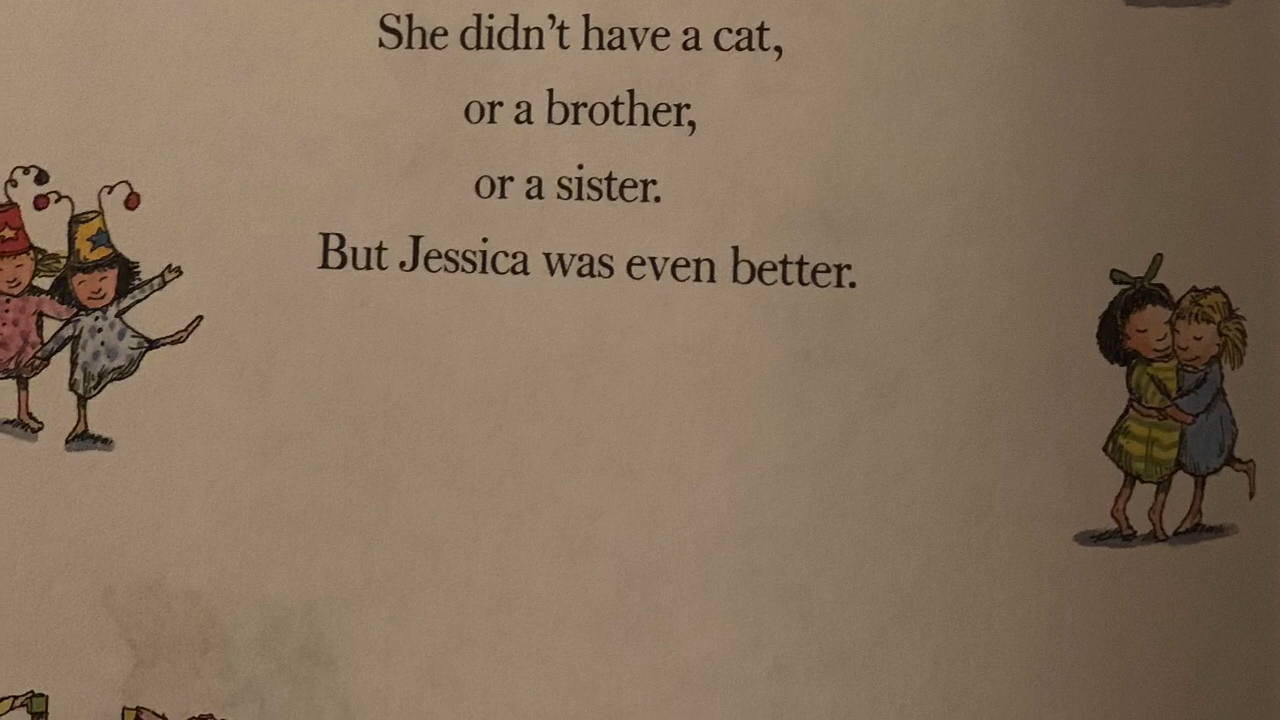 She didn't have a cat,
or a brother,
or a sister.
But Jessica was even better.